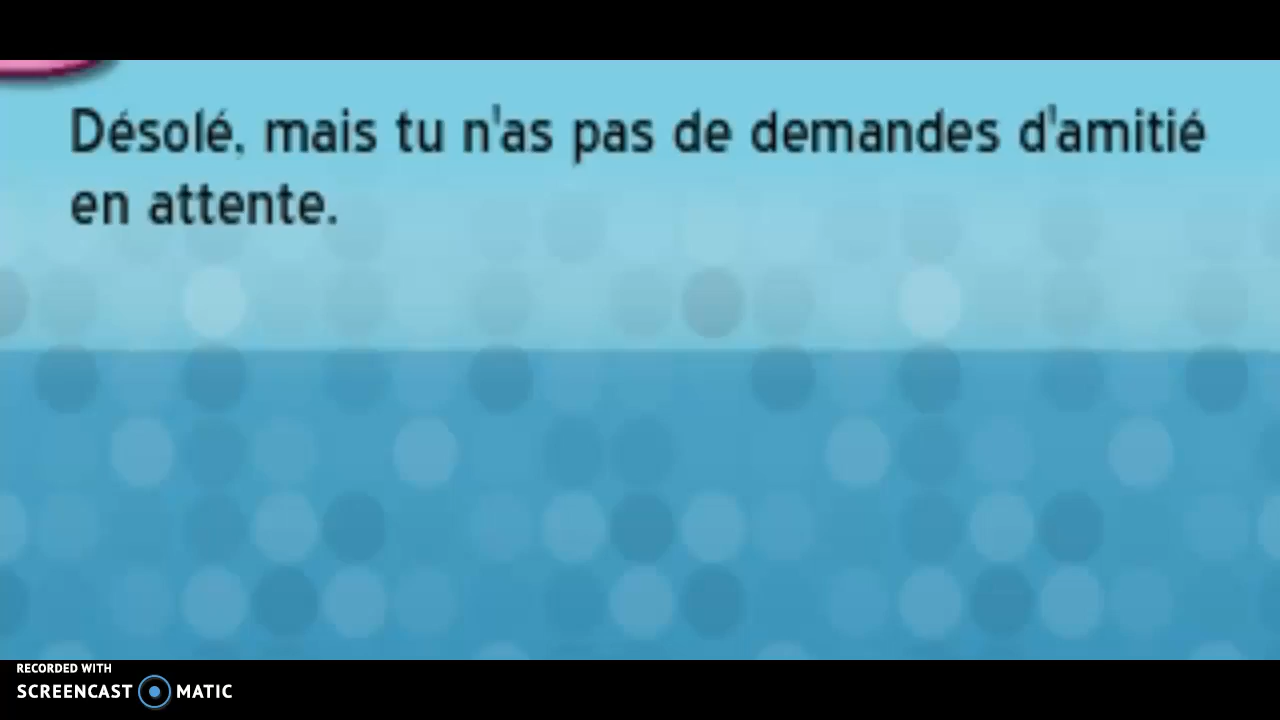 Désolé, mais tu n'as pas de demandes d'amitié
en attente.
RECORDED WITH
SCREENCAST MATIC